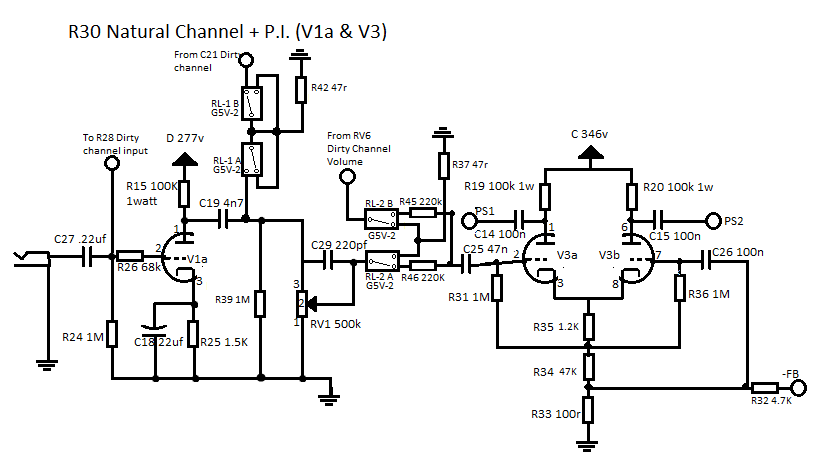 R30 Natural Channel + P.I. (V1a & V3)
From C21 Dirty
channel
R42 47r
RL-1 B
G5V-2
To R28 Dirty
channel input
D 277v
RL-1 A
G5V-2
From RV6
Dirty Channel
Volume
C 346v
R37 47r
R15 100K
1watt
C19 4n7
RL-2 B
R45 220k
G5V-2
PS1
R19 100k 1w
R20 100k 1w
PS2
C14 100n
1
6
C15 100n
C27 .22uf
1
2
V1a
R26 68k
3
C29 220pf
RL-2 A
G5V-2
R46 220K
C25 47n
2
V3a
3
V3b
7
8
C26 100n
R31 1M
R36 1M
R39 1M
3
2
1
RV1 500k
R24 1M
C18 22uf
R25 1.5K
R35 1.2K
R34 47K
R33 100r
-FB
R32 4.7K